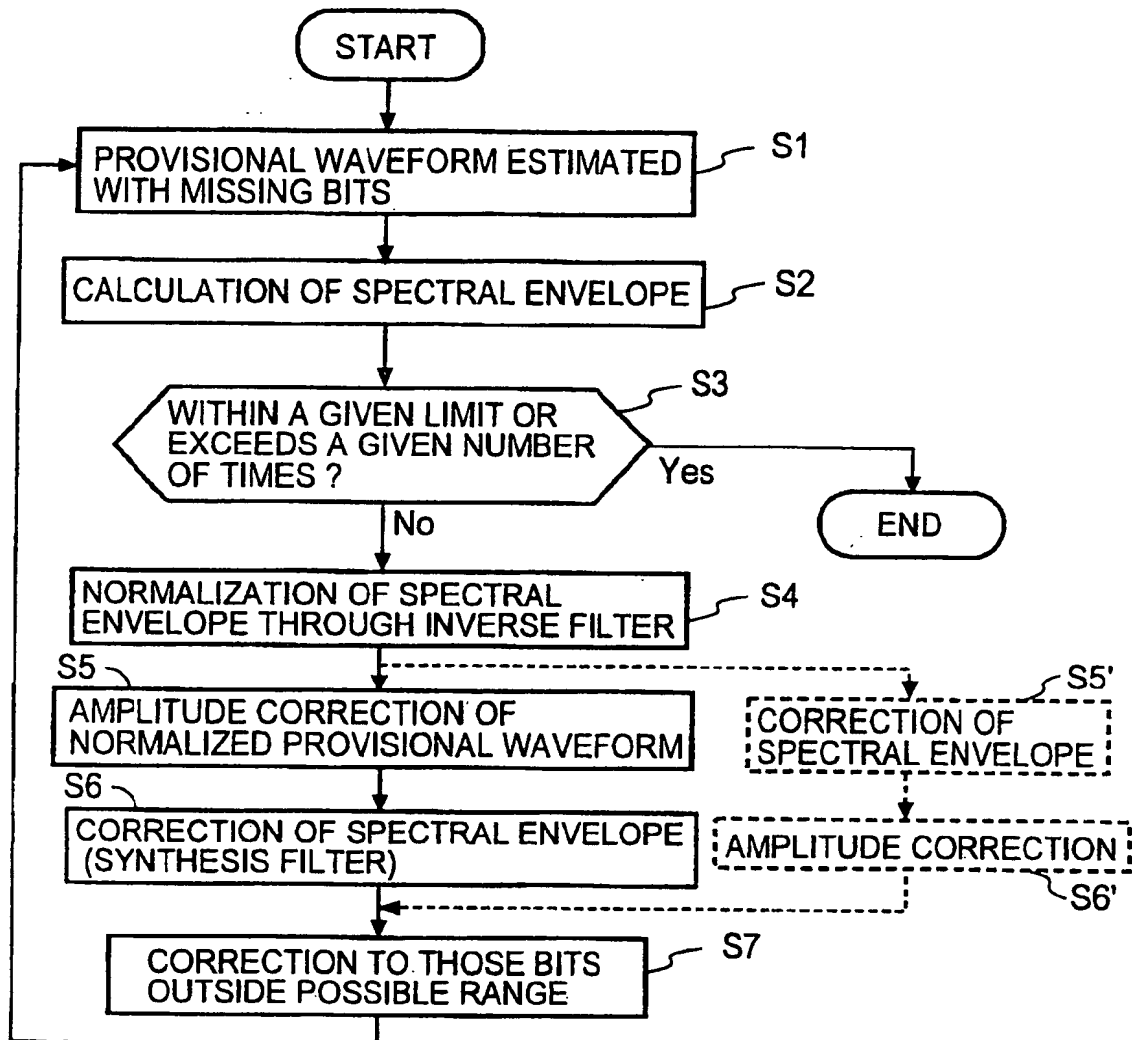 START
PROVISIONAL WAVEFORM ESTIMATED
WITH MISSING BITS
S1
CALCULATION OF SPECTRAL ENVELOPE
S2
WITHIN A GIVEN LIMIT OR
EXCEEDS A GIVEN NUMBER
OF TIMES ?
S3
Yes
END
No
NORMALIZATION OF SPECTRAL
ENVELOPE THROUGH INVERSE FILTER
S4
S5
AMPLITUDE CORRECTION OF
NORMALIZED PROVISIONAL WAVEFORM
S5'
CORRECTION OF
SPECTRAL ENVELOPE
S6
CORRECTION OF SPECTRAL ENVELOPE
(SYNTHESIS FILTER)
AMPLITUDE CORRECTION
S6'
CORRECTION TO THOSE BITS
OUTSIDE POSSIBLE RANGE
S7